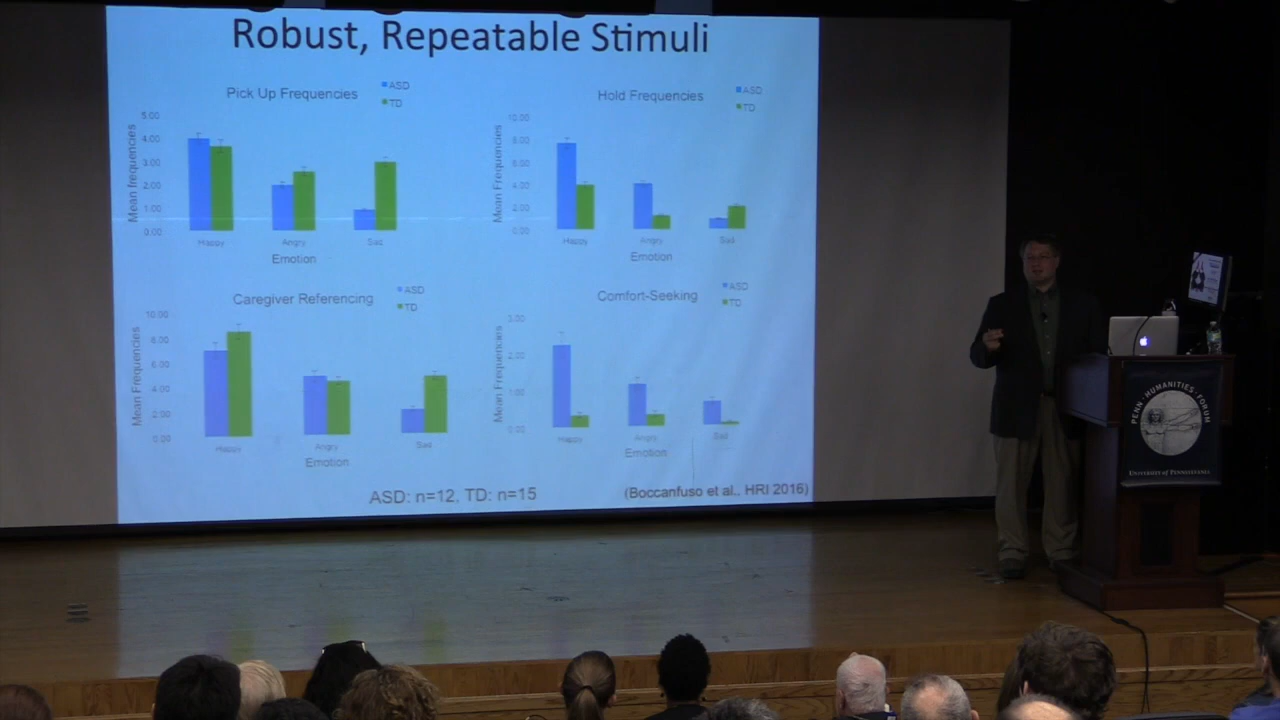 Robust, Repeatable Stimuli
Pick Up Frequencies
ASD
TD
Mean frequencies
5.00
4.00
3.00
2.00
1.00
0.00
Happy
Angry
Sad
Emotion
Hold Frequencies
ASD
TD
Mean Frequencies
10.00
8.00
6.00
4.00
2.00
0.00
Happy
Angry
Sad
Emotion
Caregiver Referencing
ASD
TD
Mean Frequencies
10.00
8.00
6.00
4.00
2.00
0.00
Happy
Angry
Sad
Emotion
Comfort-Seeking
ASD
TD
Mean Frequencies
3.00
2.00
1.00
0.00
Happy
Angry
Sad
Emotion
ASD: n=12, TD: n=15
(Boccanfuso et al., HRI 2016)
PENN · HUMANITIES · FORUM
UNIVERSITY of PENNSYLVANIA